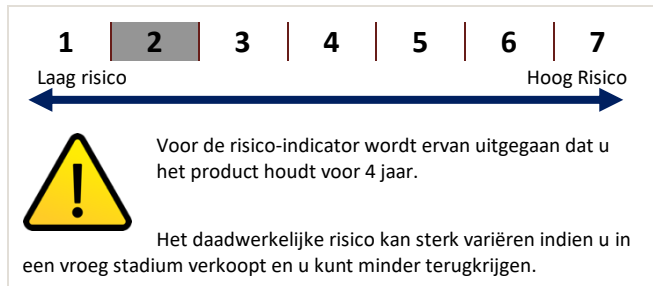 1 2 3 4 5 6 7
Laag risico Hoog Risico
Voor de risico-indicator wordt ervan uitgegaan dat u
het product houdt voor 4 jaar.
Het daadwerkelijke risico kan sterk variëren indien u in
een vroeg stadium verkoopt en u kunt minder terugkrijgen.